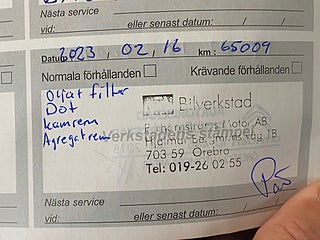 Nästa service
vid: / eller senast datum: / /
Datum 2023, 02, 16 km: 65009
Normala förhållanden Krävande förhållanden
Oljat filter
Dot
kamrem
Agregatrem
Bilverkstad
Verkstadens stämpel
Motor AB
703 59 Örebro
Tel: 019-26 02 55
Nästa service
vid: / eller senast datum: / /